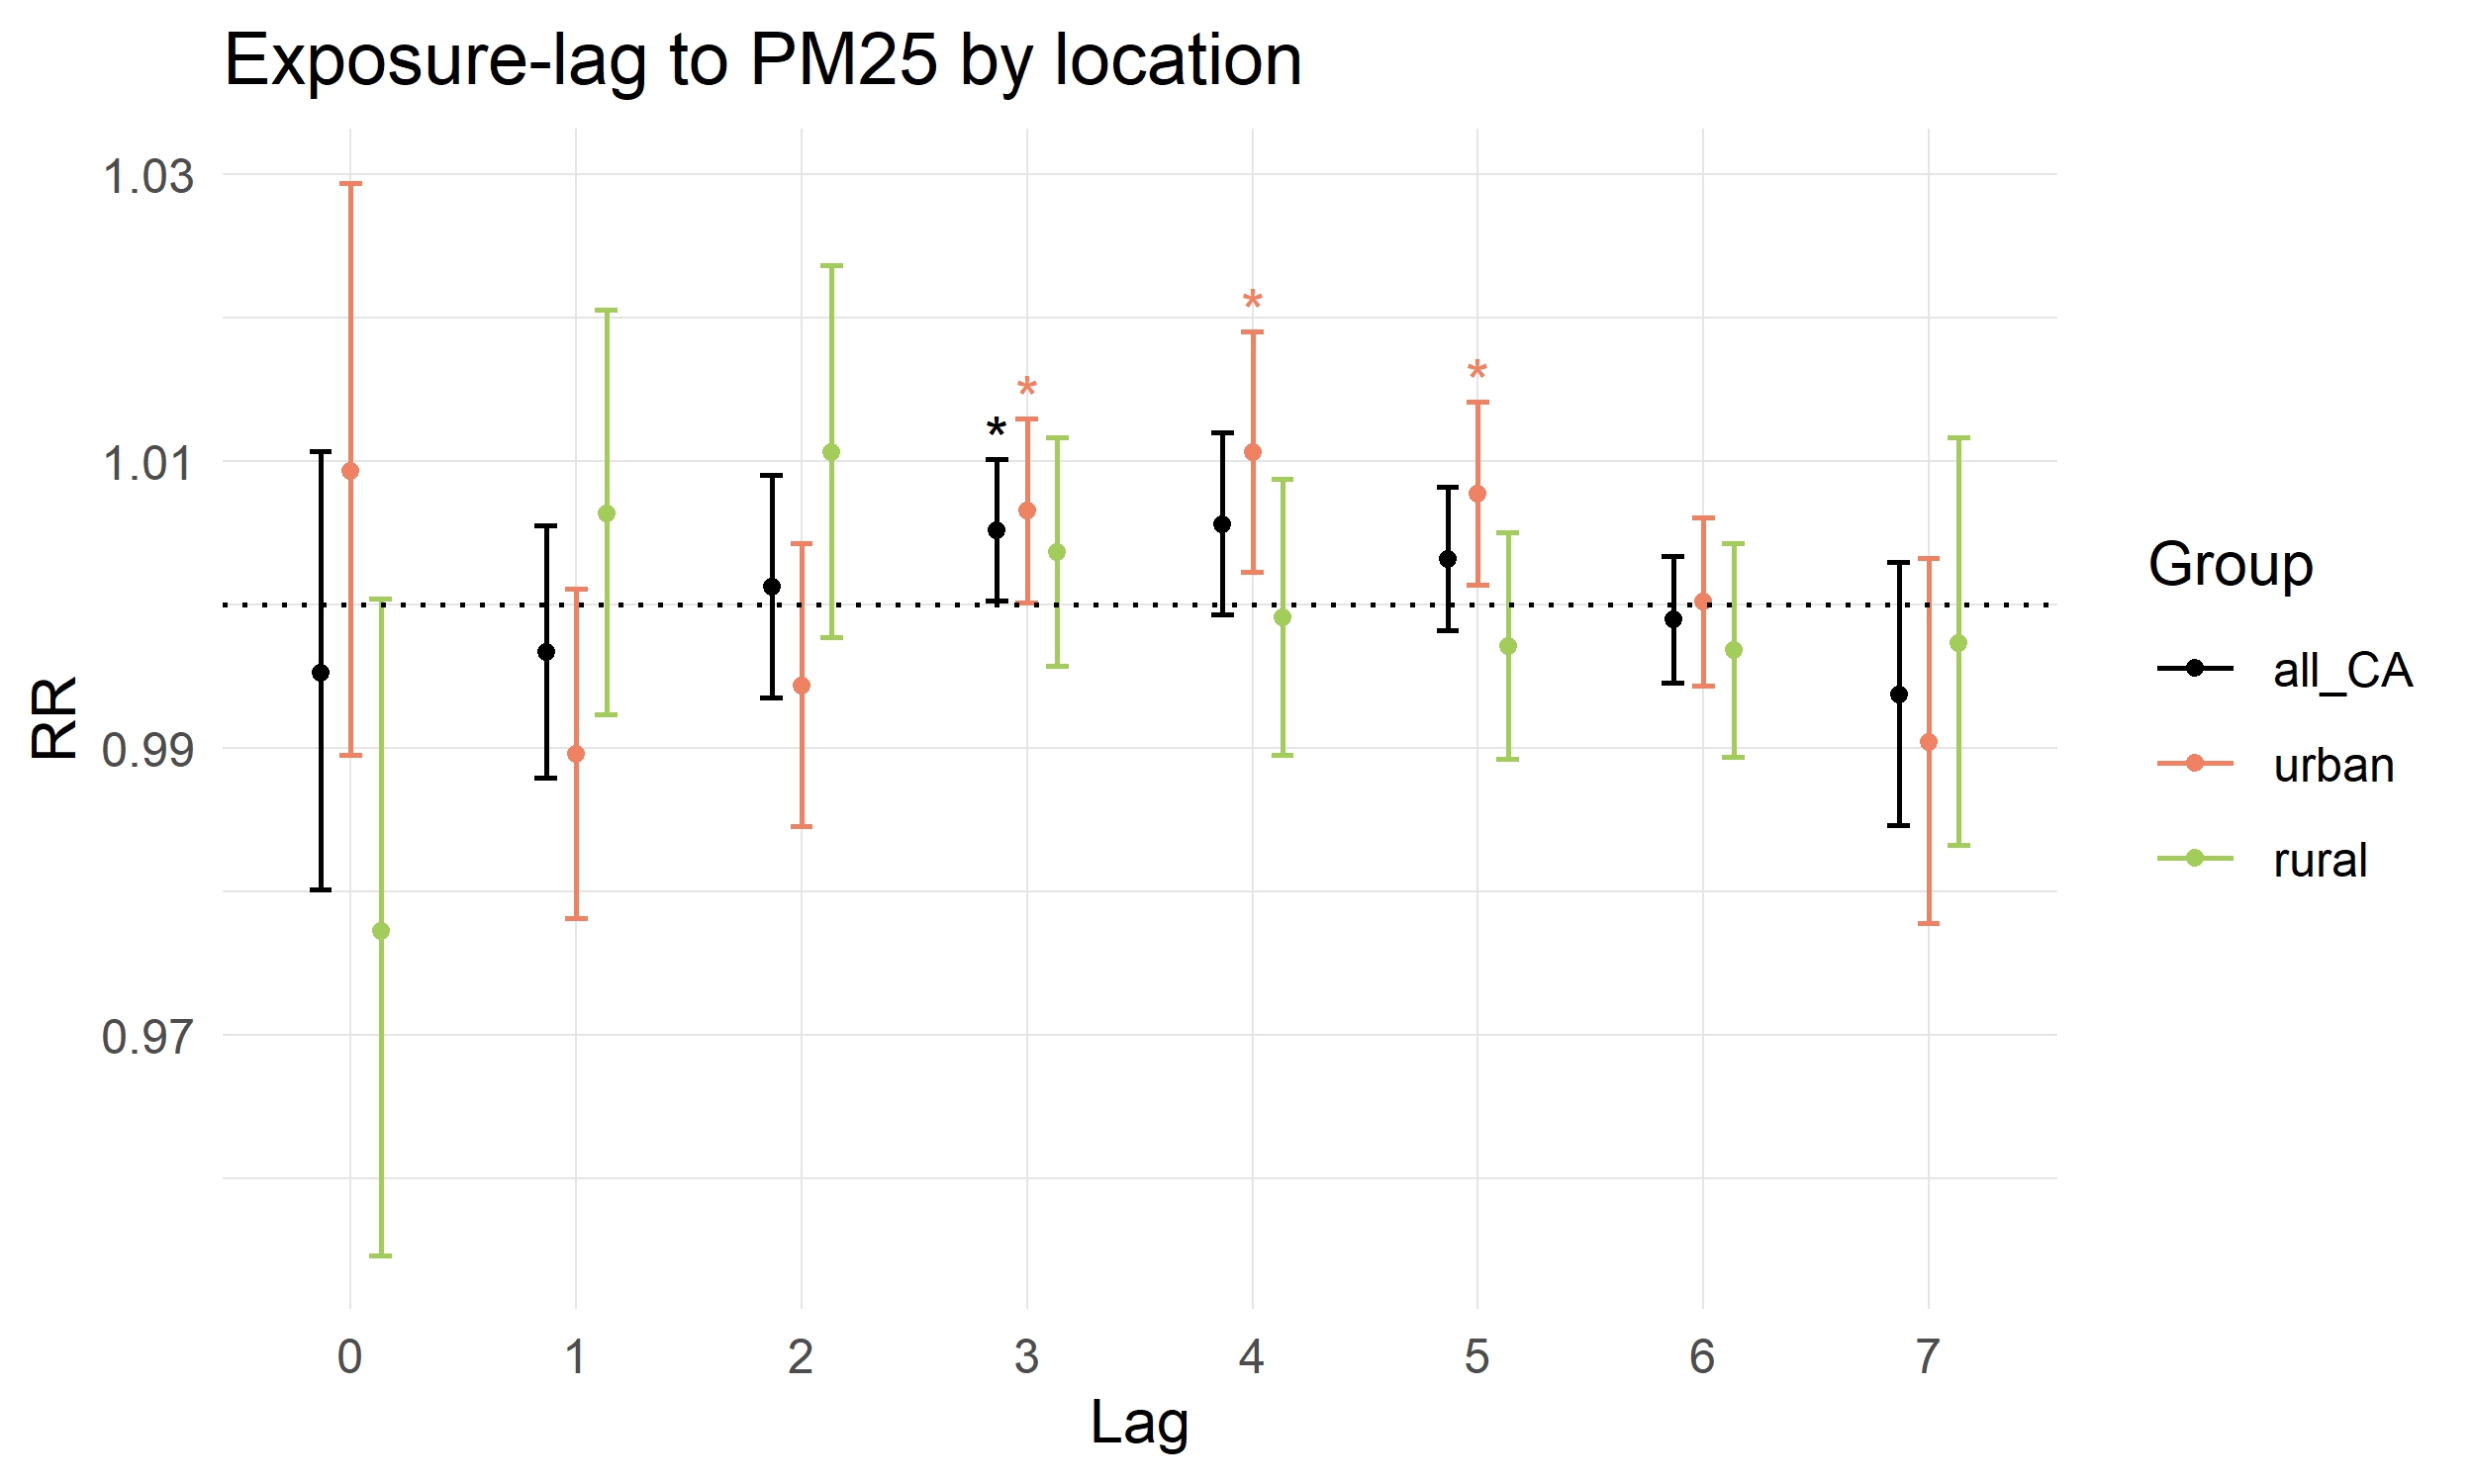 Exposure-lag to PM25 by location
1.03
1.01
0.99
0.97
RR
*
*
*
*
0 1 2 3 4 5 6 7
Lag
Group
all_CA
urban
rural